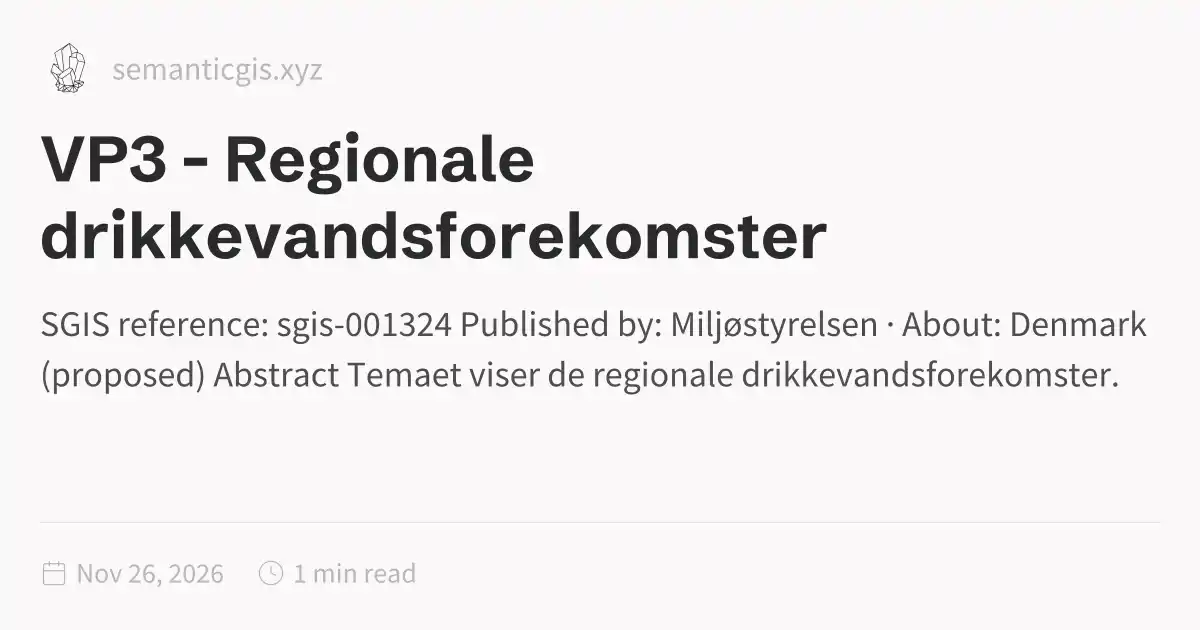 semanticgis.xyz
VP3 - Regionale
drikkevandsforekomster
SGIS reference: sgis-001324 Published by: Miljøstyrelsen · About: Denmark
(proposed) Abstract Temaet viser de regionale drikkevandsforekomster.
Nov 26, 2026 1 min read